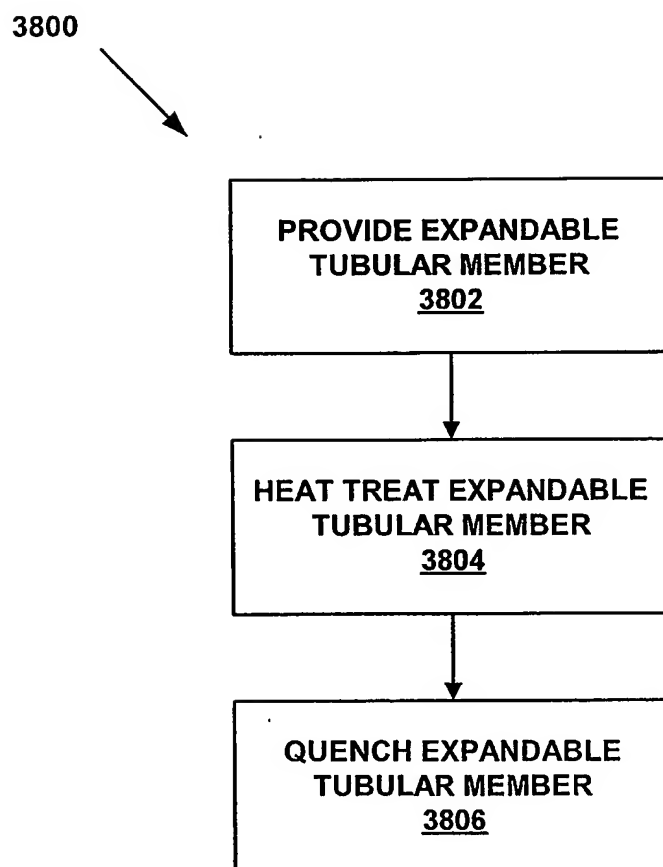 3800
PROVIDE EXPANDABLE
TUBULAR MEMBER
3802
HEAT TREAT EXPANDABLE
TUBULAR MEMBER
3804
QUENCH EXPANDABLE
TUBULAR MEMBER
3806